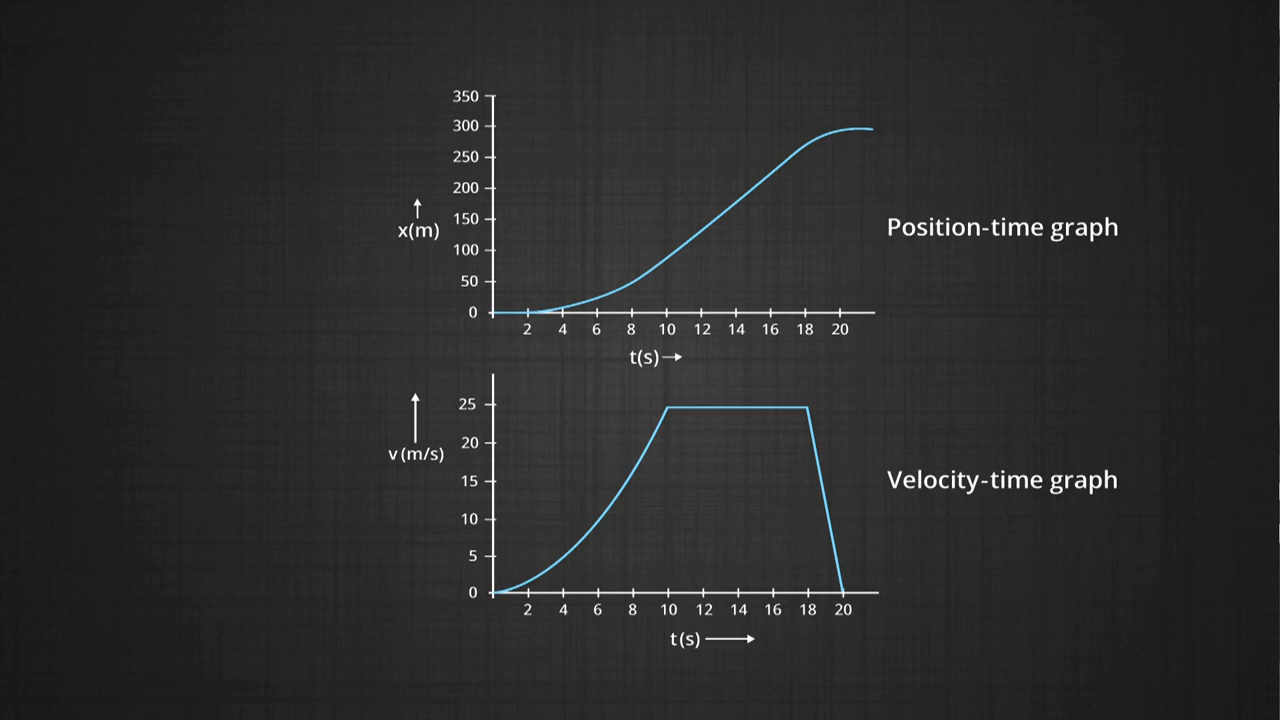 350
300
250
200
150
100
50
0
x(m)
2 4 6 8 10 12 14 16 18 20
t(s)
Position-time graph
25
20
15
10
5
0
v(m/s)
2 4 6 8 10 12 14 16 18 20
t(s)
Velocity-time graph